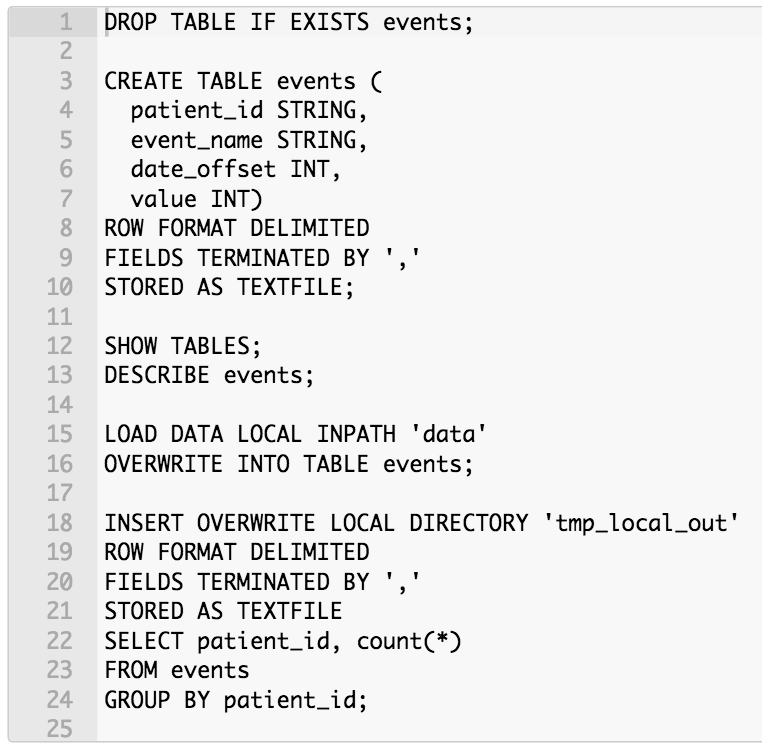 1 DROP TABLE IF EXISTS events;
2
3 CREATE TABLE events (
4 patient_id STRING,
5 event_name STRING,
6 date_offset INT,
7 value INT)
8 ROW FORMAT DELIMITED
9 FIELDS TERMINATED BY ','
10 STORED AS TEXTFILE;
11
12 SHOW TABLES;
13 DESCRIBE events;
14
15 LOAD DATA LOCAL INPATH 'data'
16 OVERWRITE INTO TABLE events;
17
18 INSERT OVERWRITE LOCAL DIRECTORY 'tmp_local_out'
19 ROW FORMAT DELIMITED
20 FIELDS TERMINATED BY ','
21 STORED AS TEXTFILE
22 SELECT patient_id, count(*)
23 FROM events
24 GROUP BY patient_id;
25